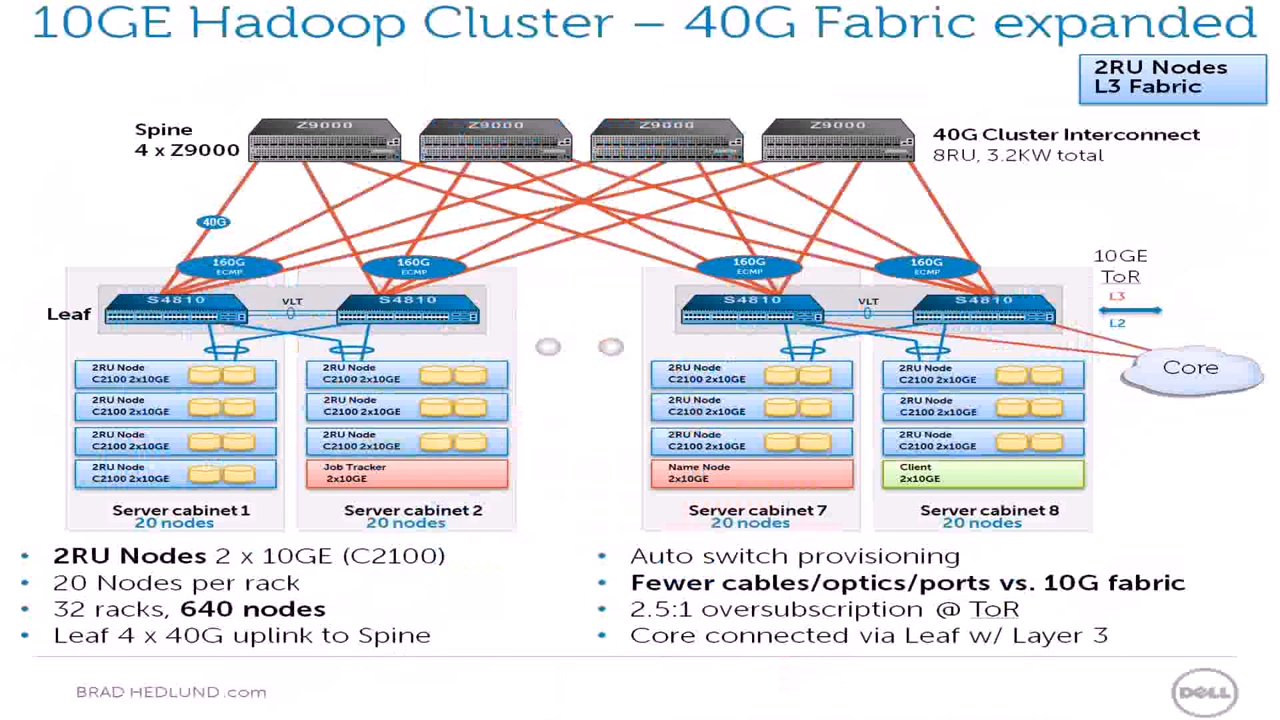 10GE Hadoop Cluster – 40G Fabric expanded
2RU Nodes
L3 Fabric
Spine
4 x Z9000
Z9000
Z9000
Z9000
Z9000
40G Cluster Interconnect
8RU, 3.2KW total
40G
160G
ECMP
160G
ECMP
160G
ECMP
160G
ECMP
10GE
ToR
L3
L2
Leaf
S4810
VLT
S4810
S4810
VLT
S4810
Core
2RU Node
C2100 2x10GE
2RU Node
C2100 2x10GE
2RU Node
C2100 2x10GE
2RU Node
C2100 2x10GE
Server cabinet 1
20 nodes
2RU Node
C2100 2x10GE
2RU Node
C2100 2x10GE
2RU Node
C2100 2x10GE
Job Tracker
2x10GE
Server cabinet 2
20 nodes
2RU Node
C2100 2x10GE
2RU Node
C2100 2x10GE
2RU Node
C2100 2x10GE
Name Node
2x10GE
Server cabinet 7
20 nodes
2RU Node
C2100 2x10GE
2RU Node
C2100 2x10GE
2RU Node
C2100 2x10GE
Client
2x10GE
Server cabinet 8
20 nodes
• 2RU Nodes 2 x 10GE (C2100)
• 20 Nodes per rack
• 32 racks, 640 nodes
• Leaf 4 x 40G uplink to Spine
• Auto switch provisioning
• Fewer cables/optics/ports vs. 10G fabric
• 2.5:1 oversubscription @ ToR
• Core connected via Leaf w/ Layer 3
BRAD HEDLUND.com
DELL